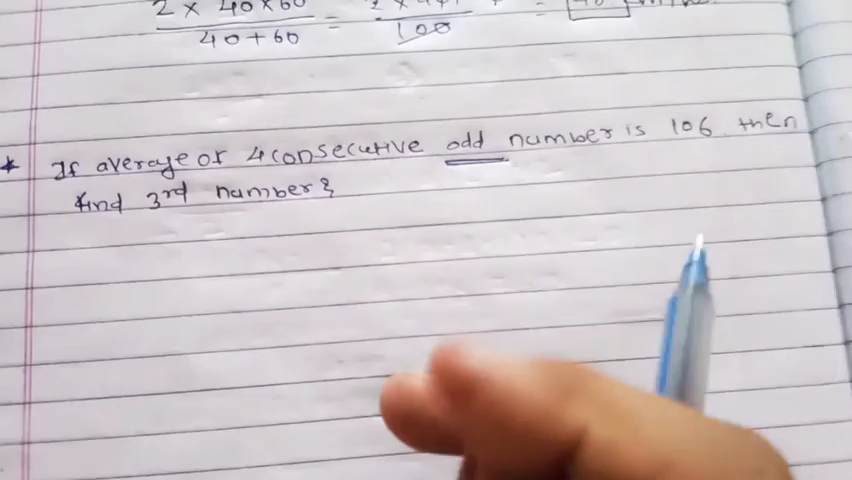 2 × 40×60
40+60
=
100
=
* If average of 4 consecutive odd number is 106 then
find 3rd number?